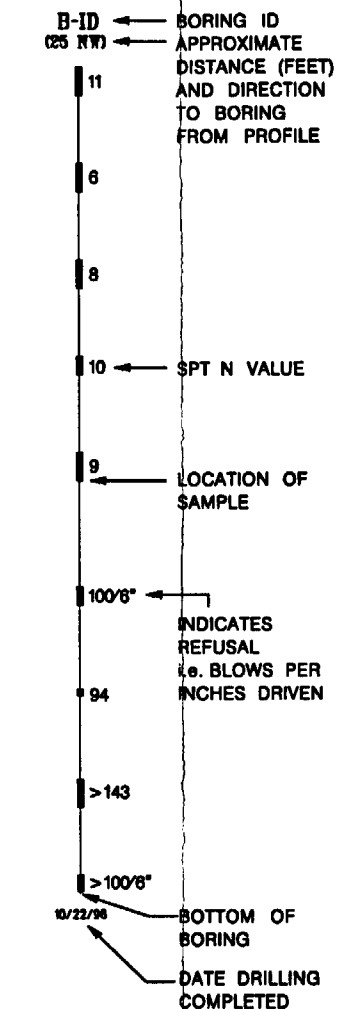 B-ID BORING ID
(25 NW) APPROXIMATE
DISTANCE (FEET)
AND DIRECTION
TO BORING
FROM PROFILE
11
6
8
10 SPT N VALUE
9
LOCATION OF
SAMPLE
100/6"
INDICATES
REFUSAL
i.e. BLOWS PER
INCHES DRIVEN
94
>143
>100/6"
10/22/96
BOTTOM OF
BORING
DATE DRILLING
COMPLETED